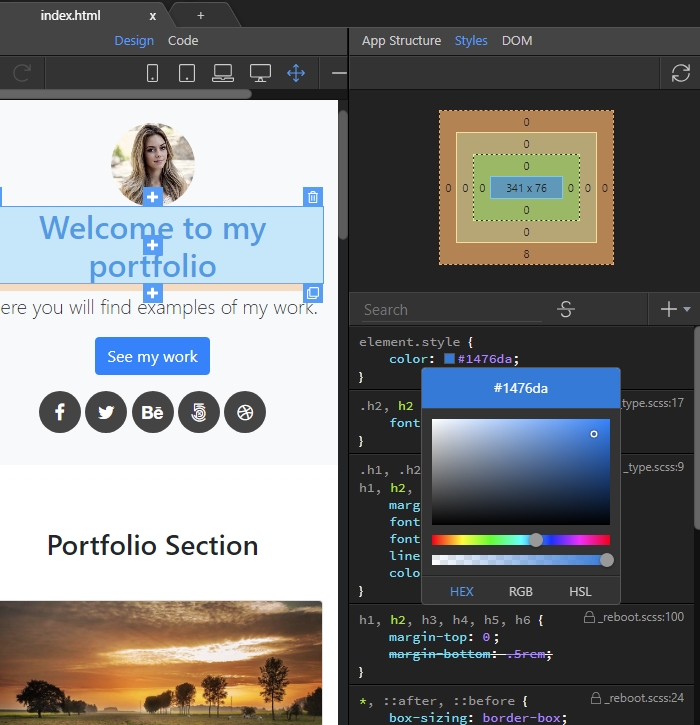 index.html x +
Design Code
App Structure Styles DOM
0
0
0
0 0 0 341 x 76 0 0 0
0
0
8
Welcome to my
portfolio
ere you will find examples of my work.
See my work
Bē
Portfolio Section
Search
element.style {
color: #1476da;
}
#1476da
HEX RGB HSL
.h2, h2 _type.scss:17
font
}
.h1, .h2 _type.scss:9
h1, h2,
marg
font
font
line
colo
}
h1, h2, h3, h4, h5, h6 { _reboot.scss:100
margin-top: 0;
margin-bottom: .5rem;
}
*, ::after, ::before { _reboot.scss:24
box-sizing: border-box;